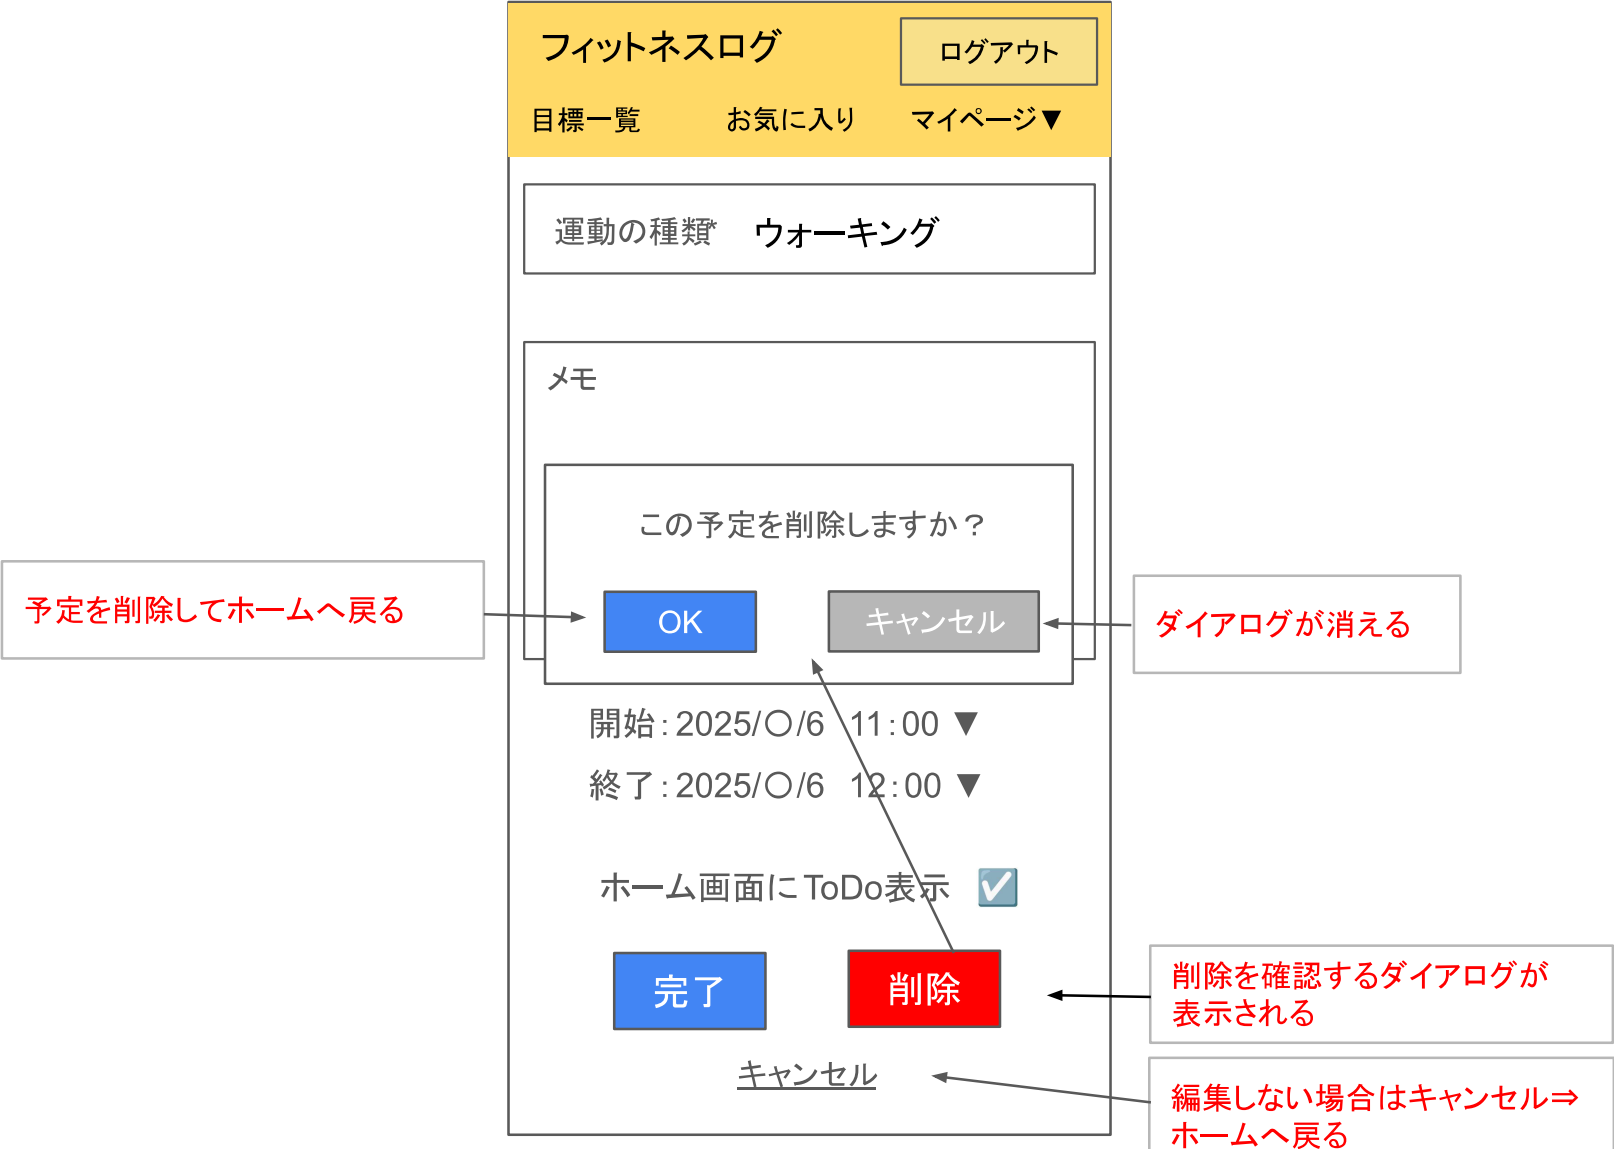 フィットネスログ
ログアウト
目標一覧 お気に入り マイページ▼
運動の種類* ウォーキング
メモ
この予定を削除しますか？
予定を削除してホームへ戻る
OK キャンセル
ダイアログが消える
開始：2025/〇/6 11：00 ▼
終了：2025/〇/6 12：00 ▼
ホーム画面にToDo表示 ☑
完了 削除
削除を確認するダイアログが
表示される
キャンセル
編集しない場合はキャンセル⇒
ホームへ戻る